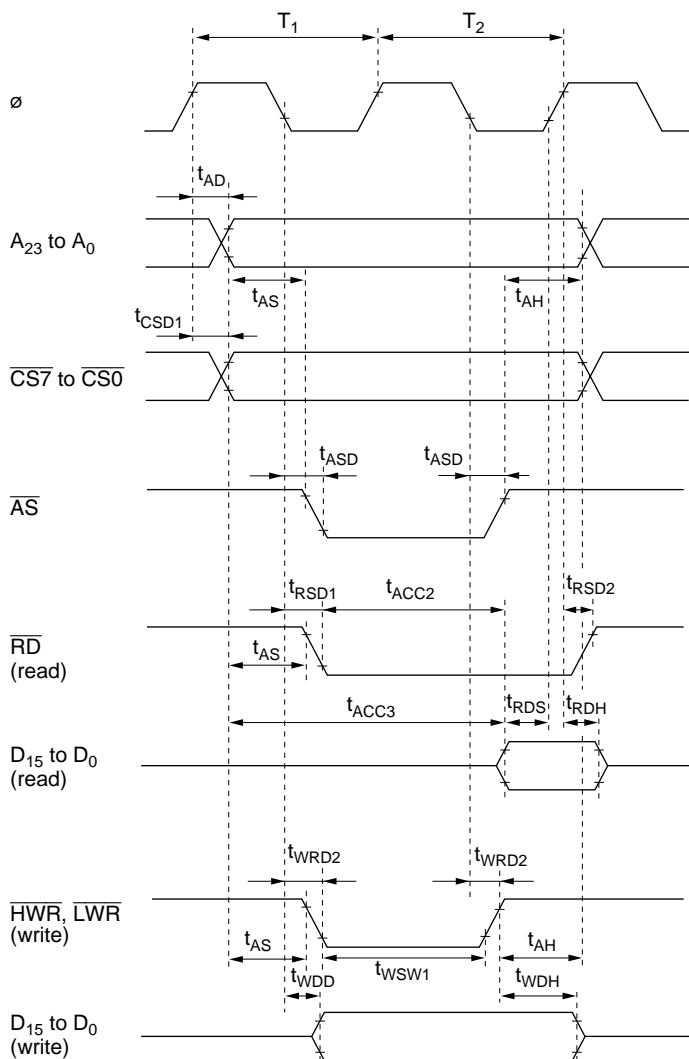 T1 T2
ø
tAD
A23 to A0
tAS tAH
tCSD1
CS7 to CS0
tASD tASD
AS
tRSD1 tACC2 tRSD2
RD
(read)
tAS
tACC3 tRDS tRDH
D15 to D0
(read)
tWRD2 tWRD2
HWR, LWR
(write)
tAS tAH
tWDD tWSW1 tWDH
D15 to D0
(write)